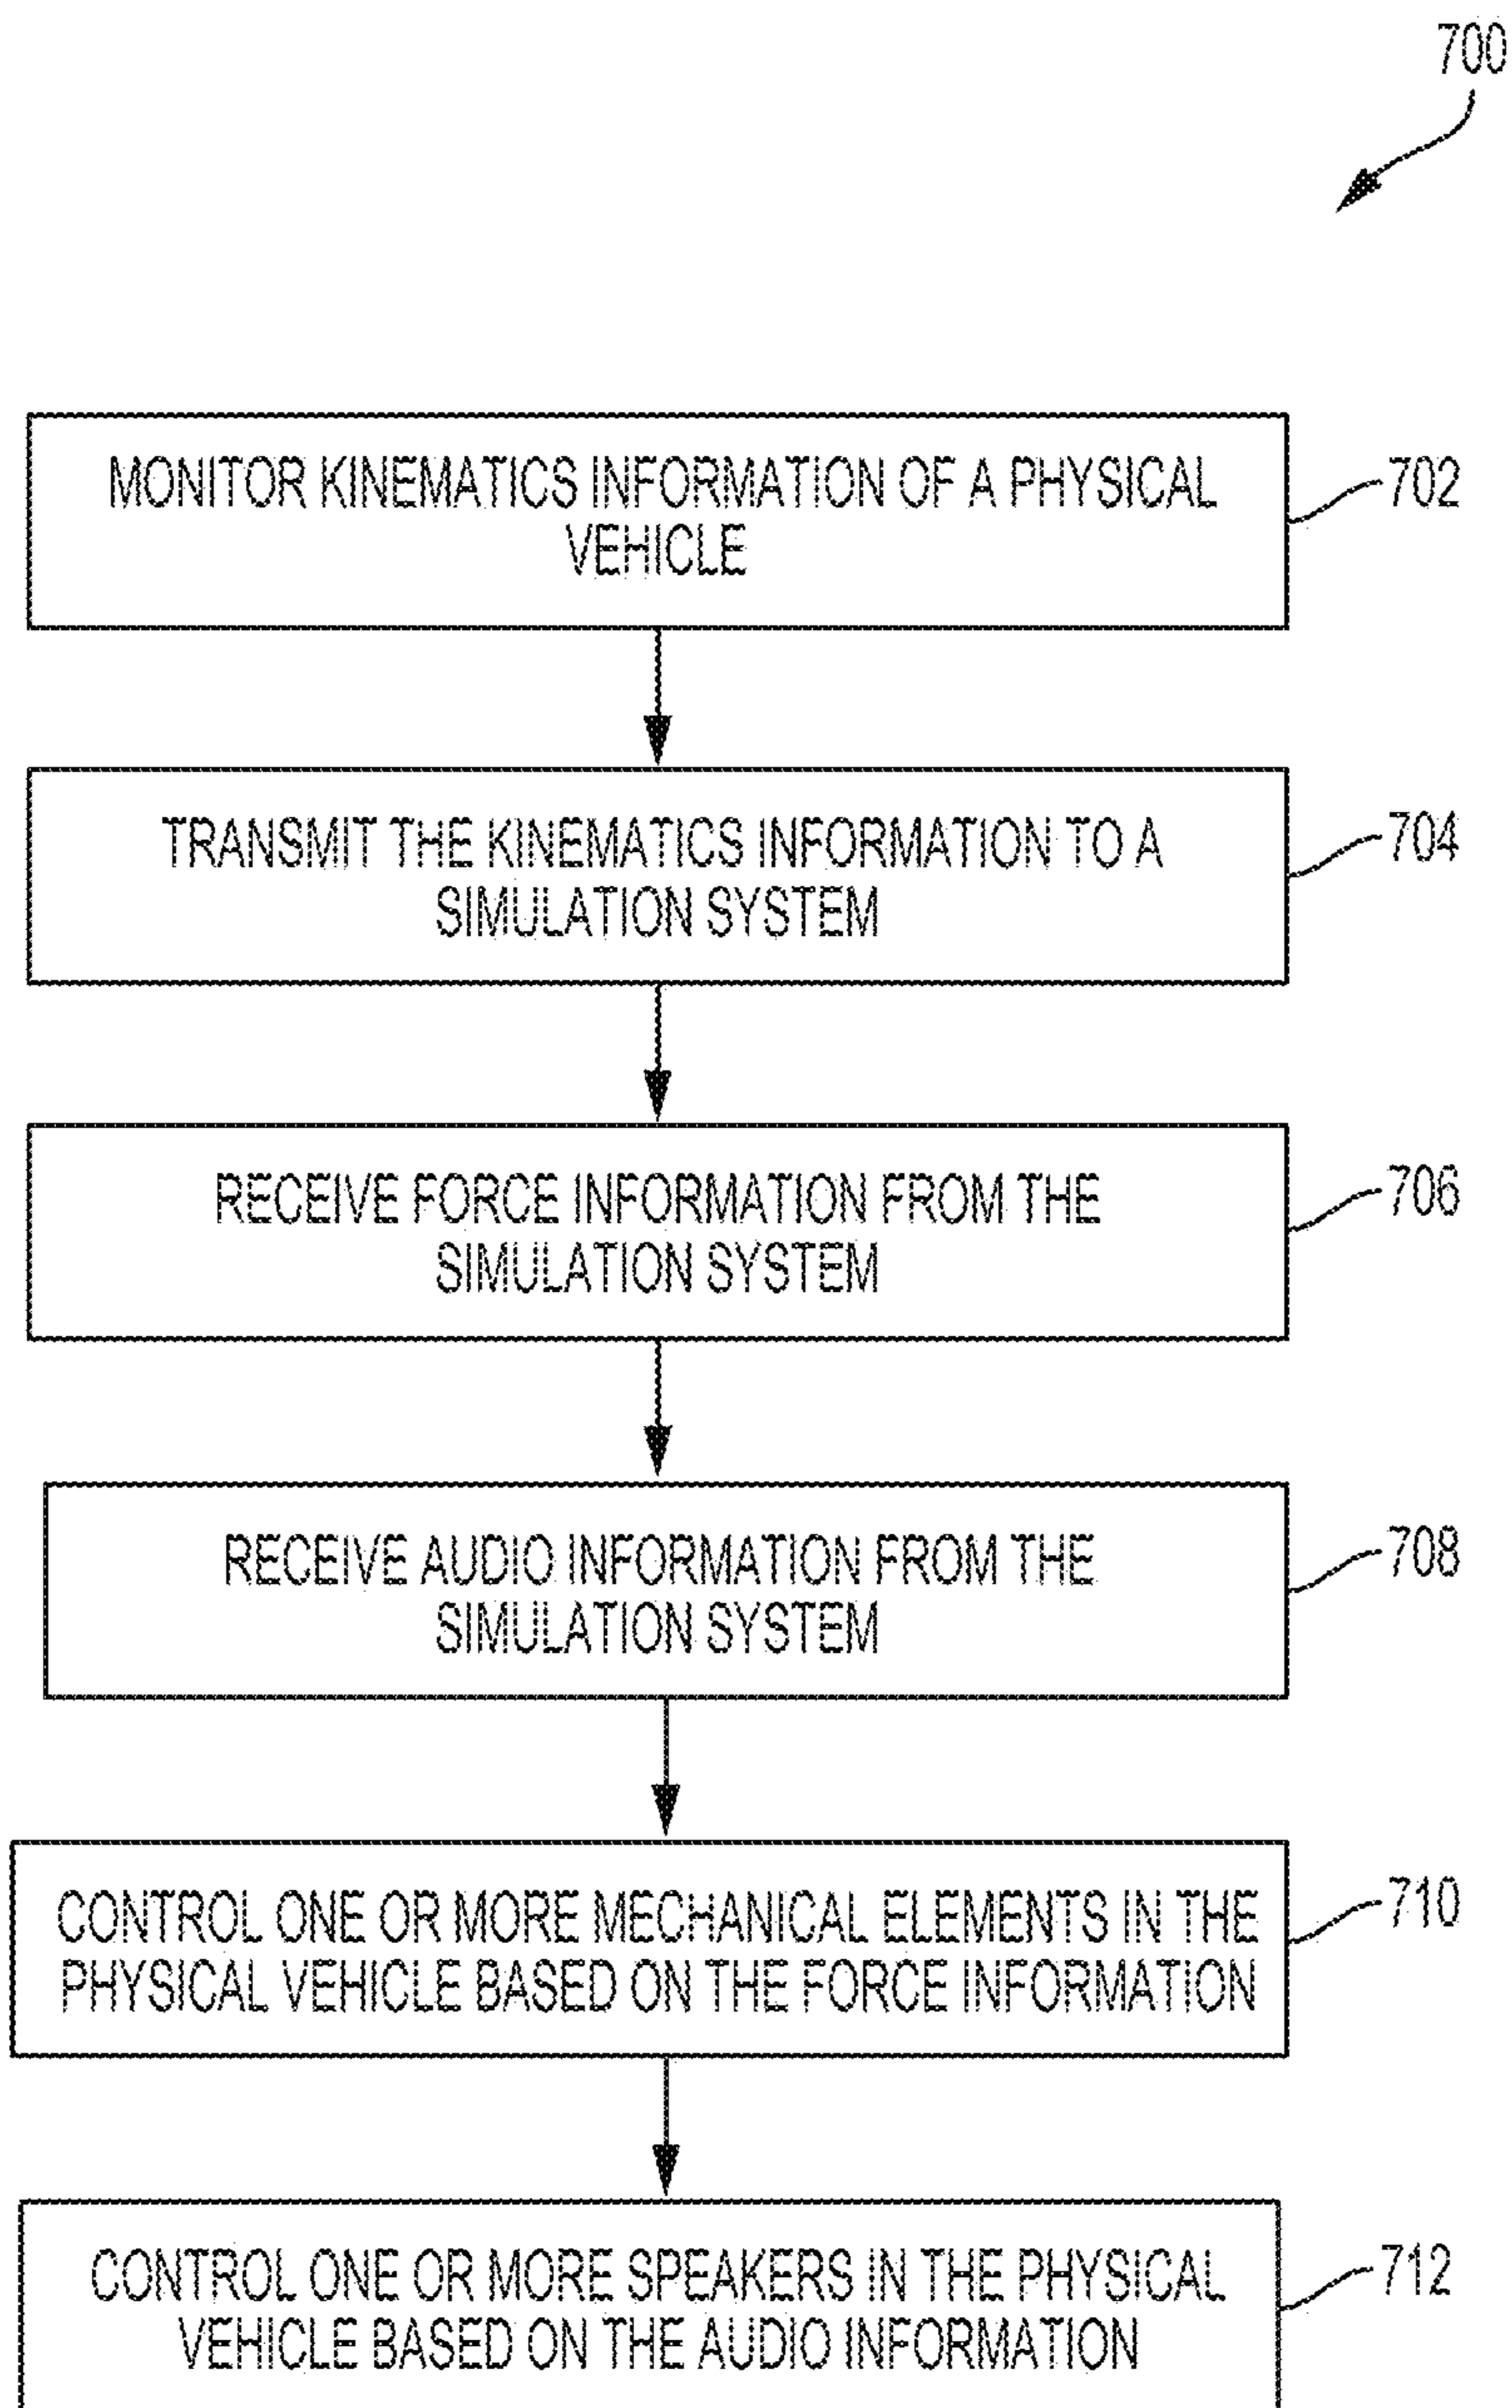 700
MONITOR KINEMATICS INFORMATION OF A PHYSICAL
VEHICLE
702
TRANSMIT THE KINEMATICS INFORMATION TO A
SIMULATION SYSTEM
704
RECEIVE FORCE INFORMATION FROM THE
SIMULATION SYSTEM
706
RECEIVE AUDIO INFORMATION FROM THE
SIMULATION SYSTEM
708
CONTROL ONE OR MORE MECHANICAL ELEMENTS IN THE
PHYSICAL VEHICLE BASED ON THE FORCE INFORMATION
710
CONTROL ONE OR MORE SPEAKERS IN THE PHYSICAL
VEHICLE BASED ON THE AUDIO INFORMATION
712